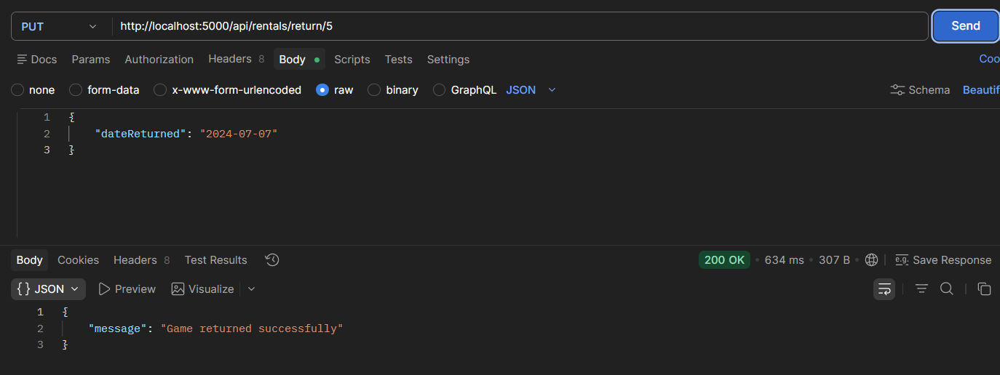 PUT http://localhost:5000/api/rentals/return/5 Send
Docs Params Authorization Headers 8 Body Scripts Tests Settings Coo
none form-data x-www-form-urlencoded raw binary GraphQL JSON Schema Beautif
1 {
2 "dateReturned": "2024-07-07"
3 }
Body Cookies Headers 8 Test Results 200 OK 634 ms 307 B e.g. Save Response
{} JSON Preview Visualize
1 {
2 "message": "Game returned successfully"
3 }